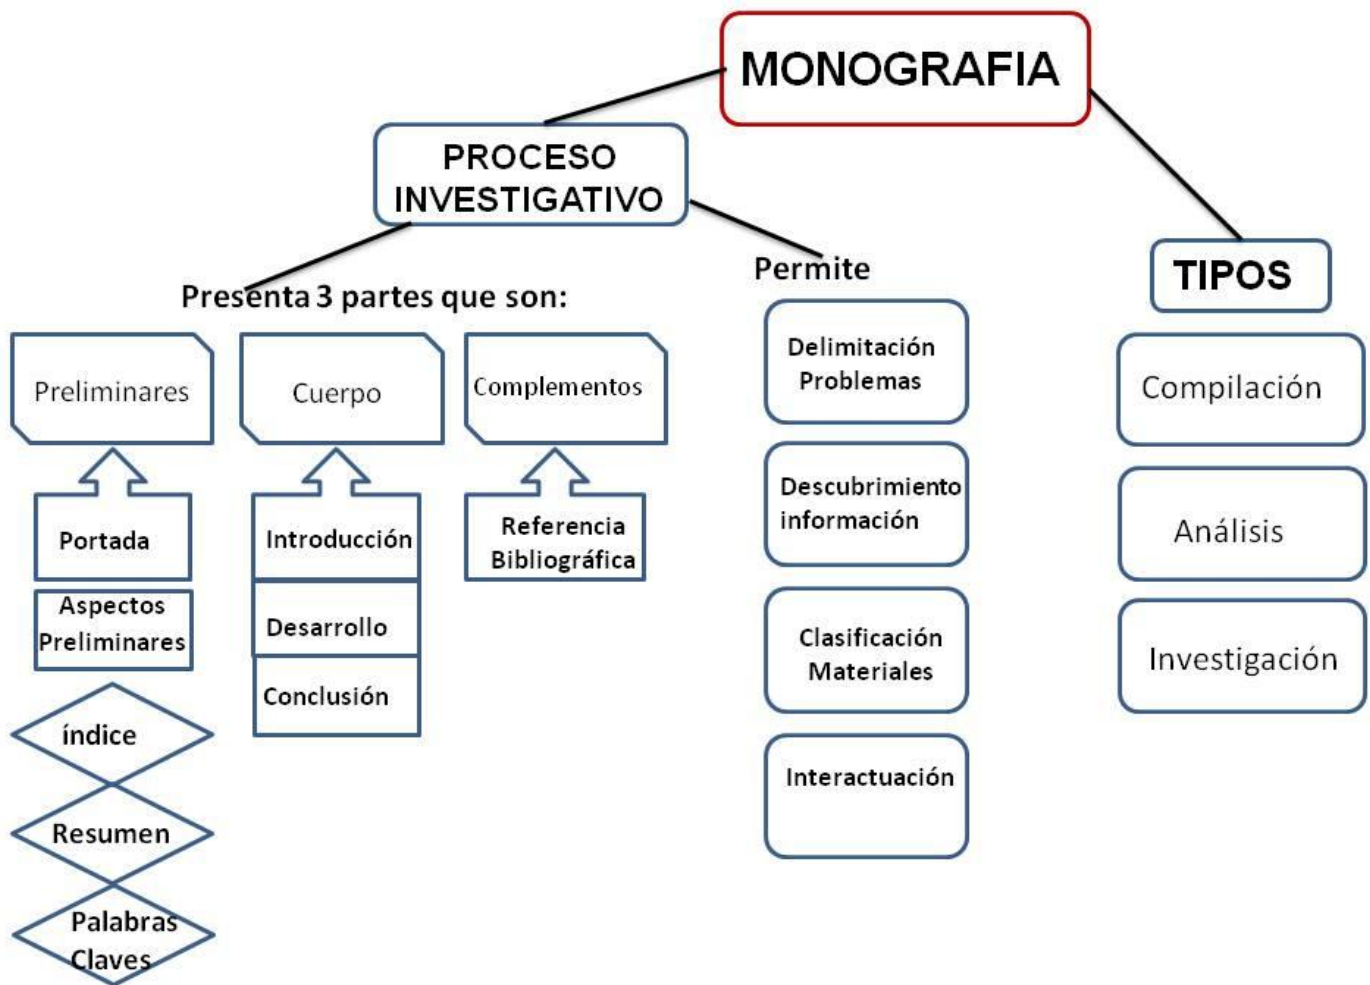 MONOGRAFIA
PROCESO
INVESTIGATIVO
Presenta 3 partes que son:
Preliminares
Portada
Aspectos
Preliminares
índice
Resumen
Palabras
Claves
Cuerpo
Introducción
Desarrollo
Conclusión
Complementos
Referencia
Bibliográfica
Permite
Delimitación
Problemas
Descubrimiento
información
Clasificación
Materiales
Interactuación
TIPOS
Compilación
Análisis
Investigación